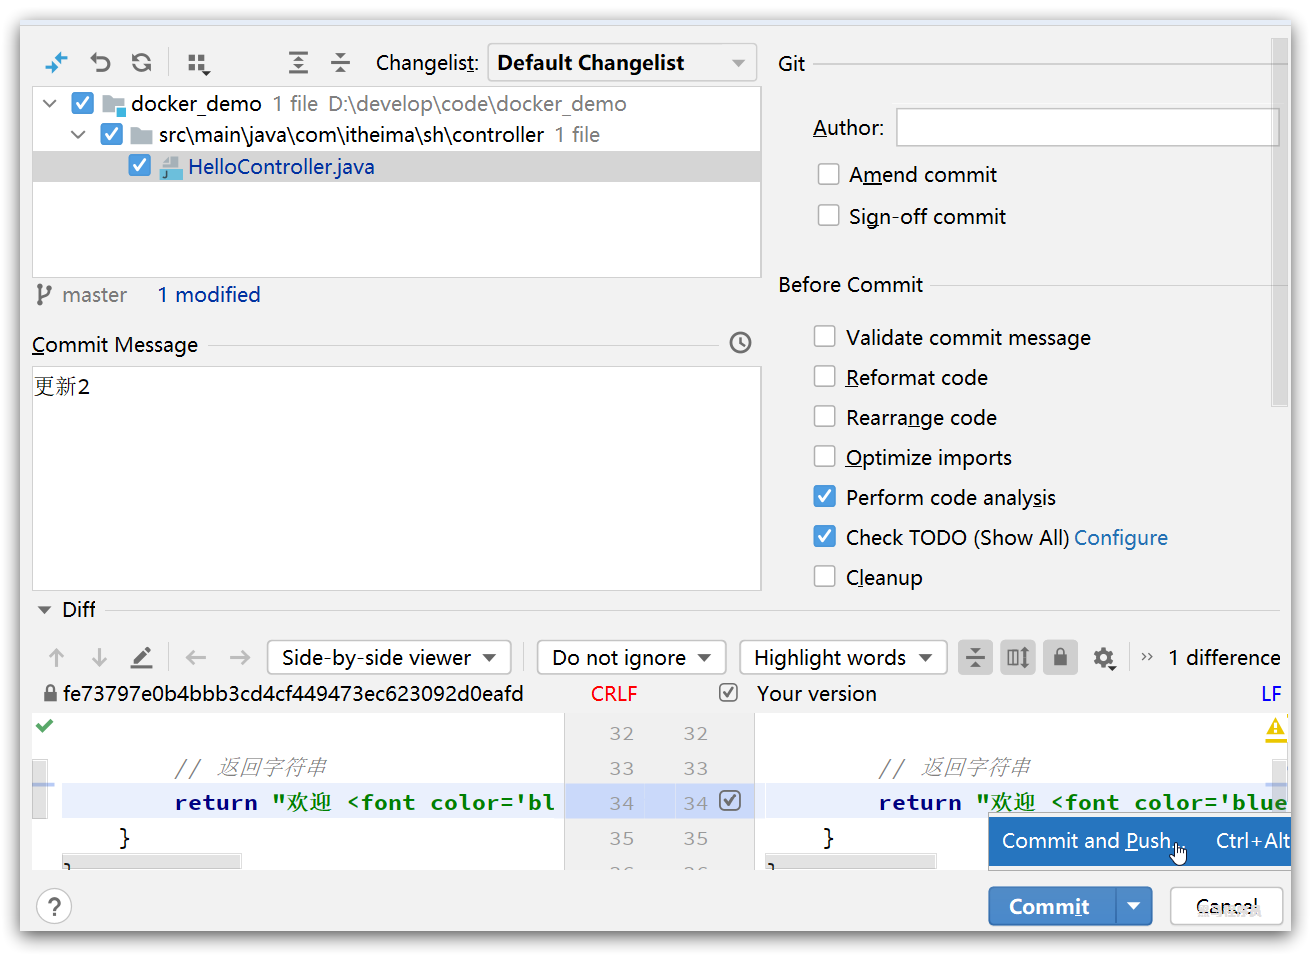 Changelist: Default Changelist
Git
docker_demo 1 file D:\develop\code\docker_demo
src\main\java\com\itheima\sh\controller 1 file
HelloController.java
Author:
Amend commit
Sign-off commit
master 1 modified
Before Commit
Commit Message
Validate commit message
更新2
Reformat code
Rearrange code
Optimize imports
Perform code analysis
Check TODO (Show All) Configure
Cleanup
Diff
Side-by-side viewer Do not ignore Highlight words 1 difference
fe73797e0b4bbb3cd4cf449473ec623092d0eafd CRLF Your version LF
32 32
// 返回字符串 33 33 // 返回字符串
return "欢迎 <font color='bl 34 34 return "欢迎 <font color='blue
} 35 35 }
Commit and Push... Ctrl+Alt
? Commit Cancel